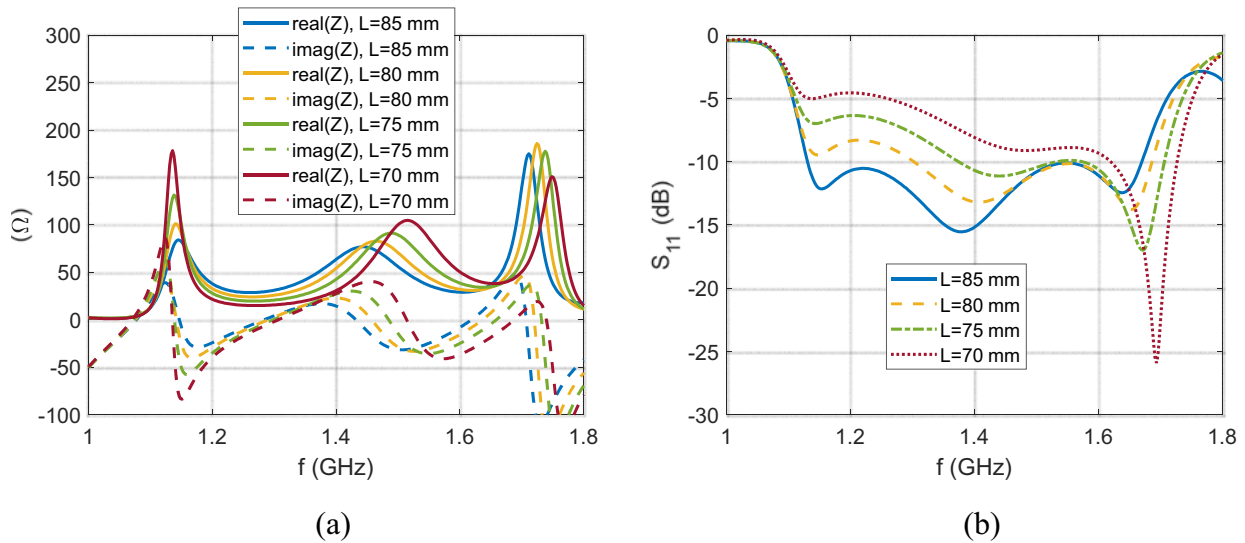 (a)
300
250
200
150
100
50
0
-50
-100
(Ω)
1
1.2
1.4
1.6
1.8
f (GHz)
real(Z), L=85 mm
imag(Z), L=85 mm
real(Z), L=80 mm
imag(Z), L=80 mm
real(Z), L=75 mm
imag(Z), L=75 mm
real(Z), L=70 mm
imag(Z), L=70 mm
(a)
(b)
0
-5
-10
-15
-20
-25
-30
S11 (dB)
1
1.2
1.4
1.6
1.8
f (GHz)
L=85 mm
L=80 mm
L=75 mm
L=70 mm
(b)